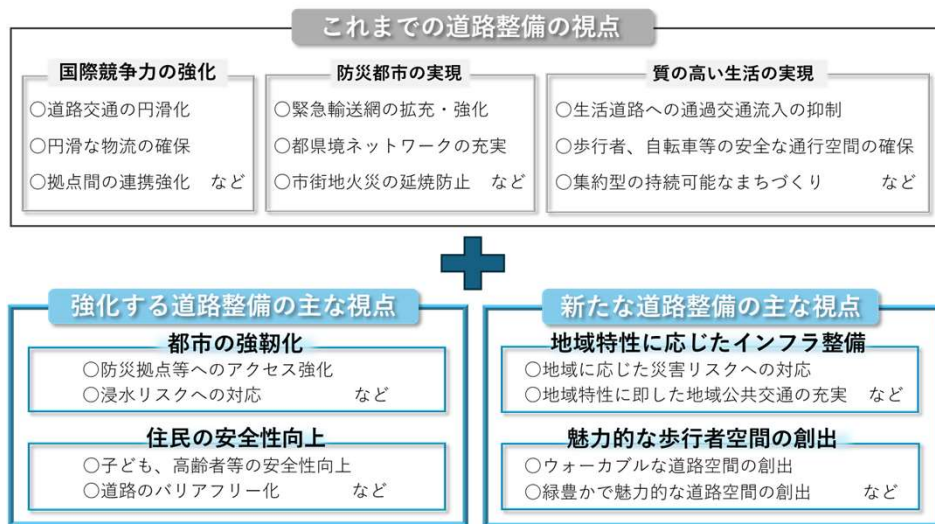 これまでの道路整備の視点
国際競争力の強化
○道路交通の円滑化
○円滑な物流の確保
○拠点間の連携強化 など
防災都市の実現
○緊急輸送網の拡充・強化
○都県境ネットワークの充実
○市街地火災の延焼防止 など
質の高い生活の実現
○生活道路への通過交通流入の抑制
○歩行者、自転車等の安全な通行空間の確保
○集約型の持続可能なまちづくり など
強化する道路整備の主な視点
都市の強靭化
○防災拠点等へのアクセス強化
○浸水リスクへの対応 など
住民の安全性向上
○子ども、高齢者等の安全性向上
○道路のバリアフリー化 など
新たな道路整備の主な視点
地域特性に応じたインフラ整備
○地域に応じた災害リスクへの対応
○地域特性に即した地域公共交通の充実 など
魅力的な歩行者空間の創出
○ウォーカブルな道路空間の創出
○緑豊かで魅力的な道路空間の創出 など